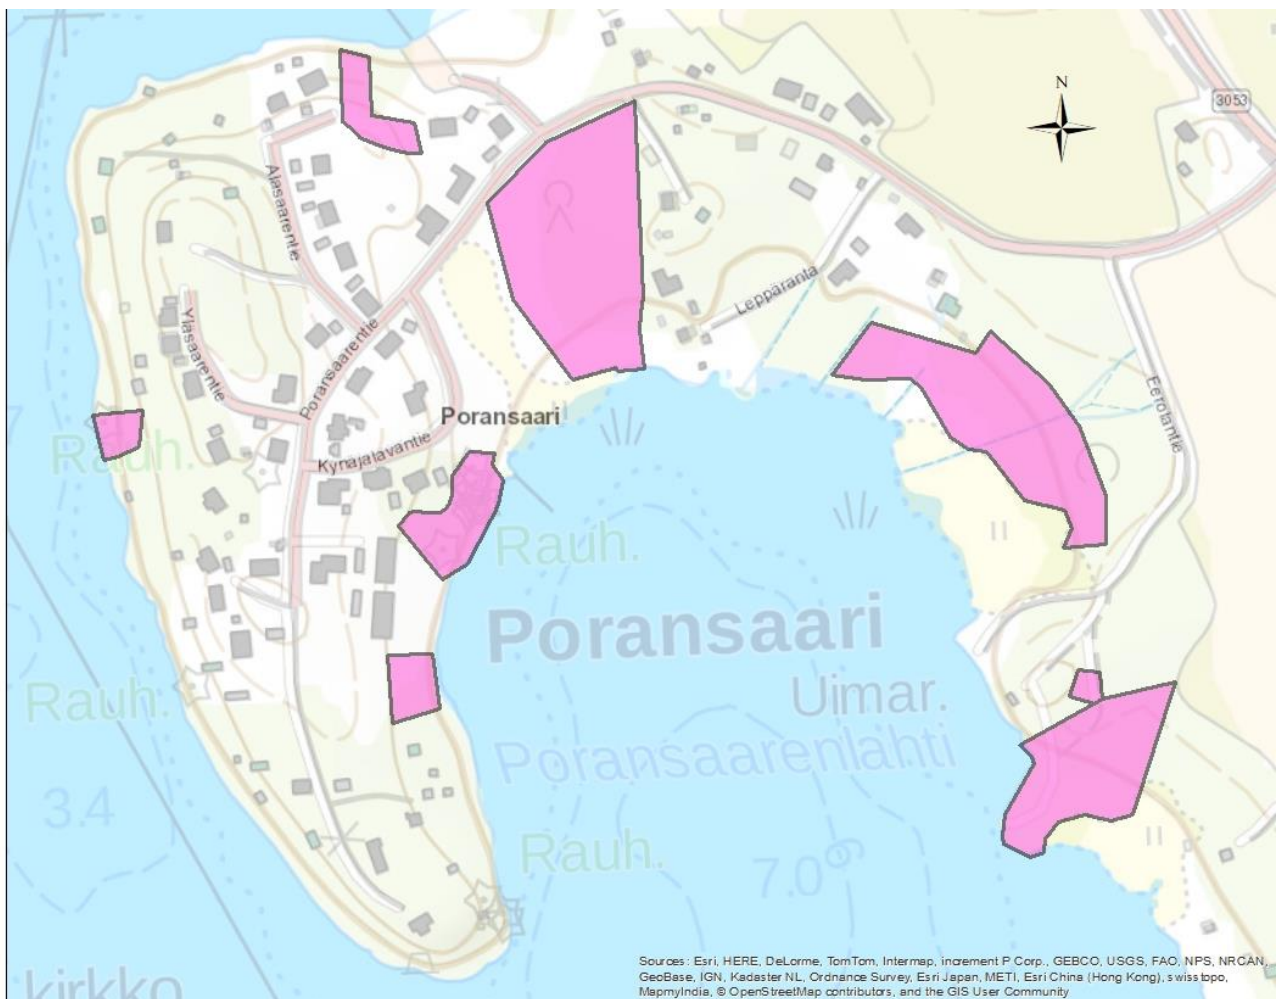 N
3053
Alasaarentie
Leppäranta
Yläsaarentie
Poransaarentie
Eerolantie
Poransaari
Kynäjalavantie
Rauh.
Rauh.
Poransaari
Uimar.
Rauh.
Poransaarenlahti
3.4
Rauh.
7.0
kirkko
Sources: Esri, HERE, DeLorme, TomTom, Intermap, increment P Corp., GEBCO, USGS, FAO, NPS, NRCAN,
GeoBase, IGN, Kadaster NL, Ordnance Survey, Esri Japan, METI, Esri China (Hong Kong), swisstopo,
MapmyIndia, © OpenStreetMap contributors, and the GIS User Community